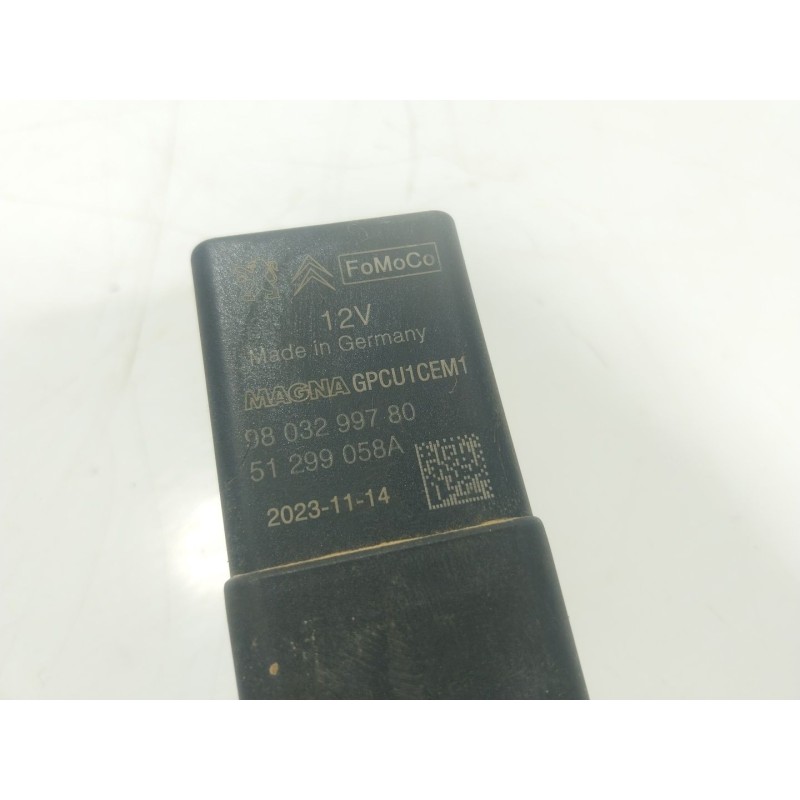 FoMoCo
12V
Made in Germany
MAGNA GPCU1CEM1
98 032 997 80
51 299 058A
2023-11-14